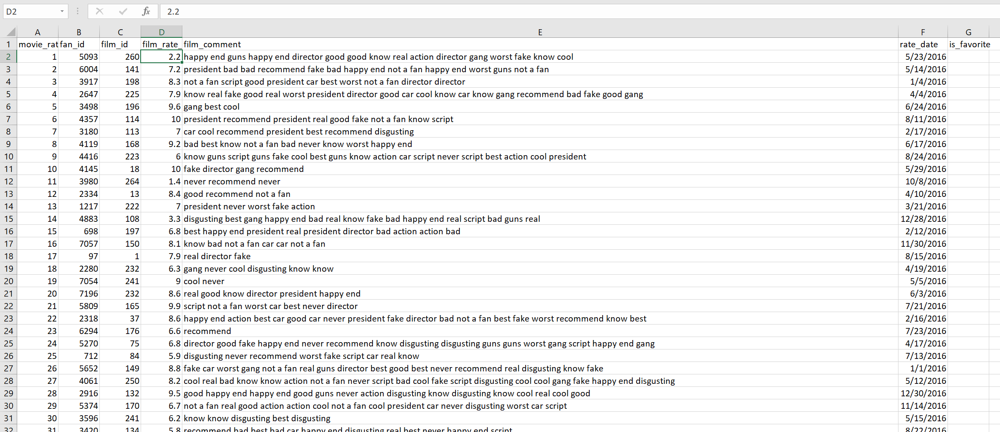 D2 fx 2.2
A B C D E F G
1 movie_rat fan_id film_id film_rate_ film_comment rate_date is_favorite
2 1 5093 260 2.2 happy end guns happy end director good good know real action director gang worst fake know cool 5/23/2016
3 2 6004 141 7.2 president bad bad recommend fake bad happy end not a fan happy end worst guns not a fan 5/14/2016
4 3 3917 198 8.3 not a fan script good president car best worst not a fan director director 1/4/2016
5 4 2647 225 7.9 know real fake good real worst president director good car cool know car know gang recommend bad fake good gang 4/4/2016
6 5 3498 196 9.6 gang best cool 6/24/2016
7 6 4357 114 10 president recommend president real good fake not a fan know script 8/11/2016
8 7 3180 113 7 car cool recommend president best recommend disgusting 2/17/2016
9 8 4119 168 9.2 bad best know not a fan bad never know worst happy end 6/17/2016
10 9 4416 223 6 know guns script guns fake cool best guns know action car script never script best action cool president 8/24/2016
11 10 4145 18 10 fake director gang recommend 5/29/2016
12 11 3980 264 1.4 never recommend never 10/8/2016
13 12 2334 13 8.4 good recommend not a fan 4/10/2016
14 13 1217 222 7 president never worst fake action 3/21/2016
15 14 4883 108 3.3 disgusting best gang happy end bad real know fake bad happy end real script bad guns real 12/28/2016
16 15 698 197 6.8 best happy end president real president director bad action action bad 2/12/2016
17 16 7057 150 8.1 know bad not a fan car car not a fan 11/30/2016
18 17 97 1 7.9 real director fake 8/15/2016
19 18 2280 232 6.3 gang never cool disgusting know know 4/19/2016
20 19 7054 241 9 cool never 5/5/2016
21 20 7196 232 8.6 real good know director president happy end 6/3/2016
22 21 5809 165 9.9 script not a fan worst car best never director 7/21/2016
23 22 2318 37 8.6 happy end action best car good car never president fake director bad not a fan best fake worst recommend know best 2/16/2016
24 23 6294 176 6.6 recommend 7/23/2016
25 24 5270 75 6.8 director good fake happy end never recommend know disgusting disgusting guns guns worst gang script happy end gang 4/17/2016
26 25 712 84 5.9 disgusting never recommend worst fake script car real know 7/13/2016
27 26 5652 149 8.8 fake car worst gang not a fan real guns director best good best never recommend real disgusting know fake 1/1/2016
28 27 4061 250 8.2 cool real bad know know action not a fan never script bad cool fake script disgusting cool cool gang fake happy end disgusting 5/12/2016
29 28 2916 132 9.5 good happy end happy end good guns never action disgusting know disgusting know cool real cool good 12/30/2016
30 29 5374 170 6.7 not a fan real good action action cool not a fan cool president car never disgusting worst car script 11/14/2016
31 30 3596 241 6.2 know know disgusting best disgusting 5/15/2016
32 31 3420 134 5.8 recommend bad best bad car happy end disgusting real best never happy end script 8/22/2016